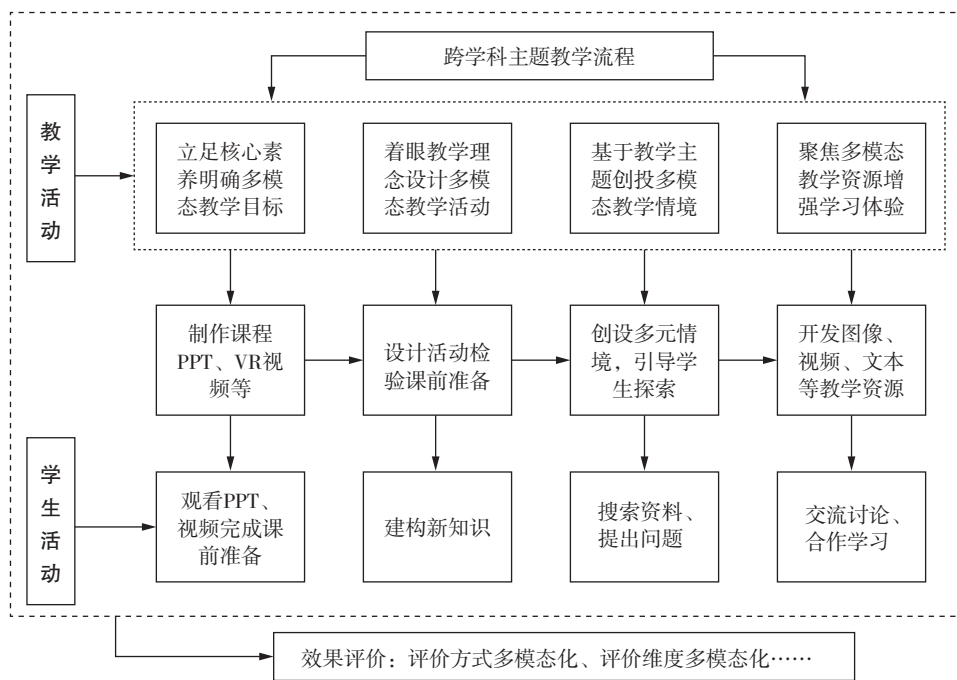 跨学科主题教学流程
教
学
活
动
立足核心素
养明确多模
态教学目标
着眼教学理
念设计多模
态教学活动
基于教学主
题创投多模
态教学情境
聚焦多模态
教学资源增
强学习体验
制作课程
PPT、VR视
频等
设计活动检
验课前准备
创设多元情
境，引导学
生探索
开发图像、
视频、文本
等教学资源
学
生
活
动
观看PPT、
视频完成课
前准备
建构新知识
搜索资料、
提出问题
交流讨论、
合作学习
效果评价：评价方式多模态化、评价维度多模态化……